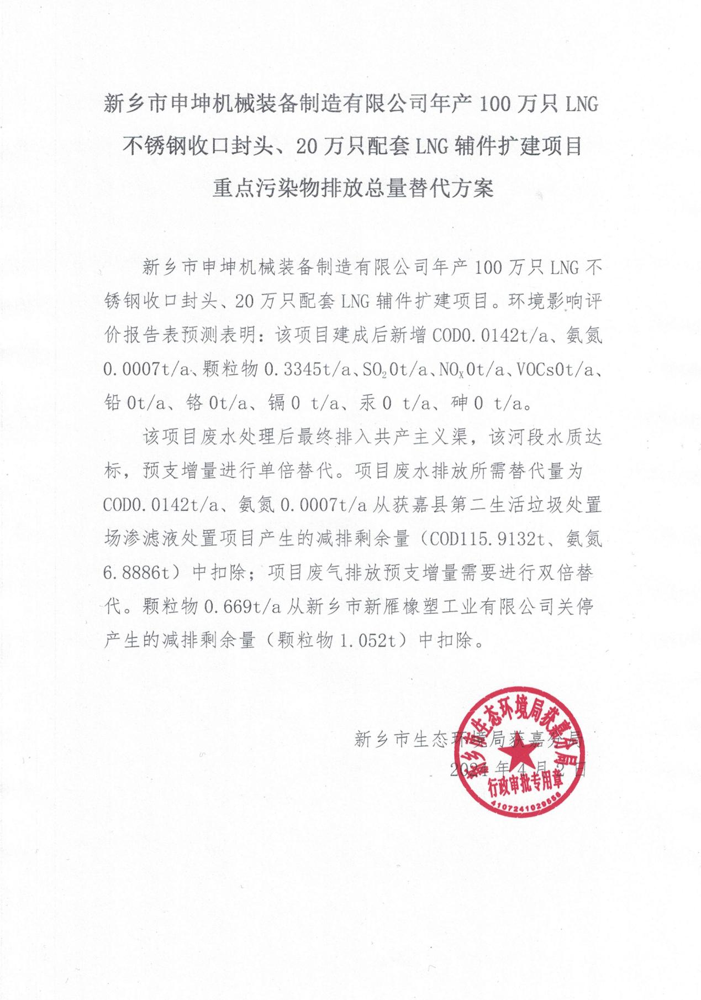 新乡市申坤机械装备制造有限公司年产 100 万只 LNG
不锈钢收口封头、20 万只配套 LNG 辅件扩建项目
重点污染物排放总量替代方案
新乡市申坤机械装备制造有限公司年产 100 万只 LNG 不
锈钢收口封头、20 万只配套 LNG 辅件扩建项目。环境影响评
价报告表预测表明：该项目建成后新增 COD0.0142t/a、氨氮
0.0007t/a、颗粒物 0.3345t/a、SO₂0t/a、NOₓ0t/a、VOCs0t/a、
铅 0t/a、铬 0t/a、镉 0 t/a、汞 0 t/a、砷 0 t/a。
该项目废水处理后最终排入共产主义渠，该河段水质达
标，预支增量进行单倍替代。项目废水排放所需替代量为
COD0.0142t/a、氨氮 0.0007t/a 从获嘉县第二生活垃圾处置
场渗滤液处置项目产生的减排剩余量（COD115.9132t、氨氮
6.8886t）中扣除；项目废气排放预支增量需要进行双倍替
代。颗粒物 0.669t/a 从新乡市新雁橡塑工业有限公司关停
产生的减排剩余量（颗粒物 1.052t）中扣除。
新乡市生态环境局获嘉分局
2024 年 4 月 2 日
新乡市生态环境局获嘉分局
行政审批专用章
4107241029556